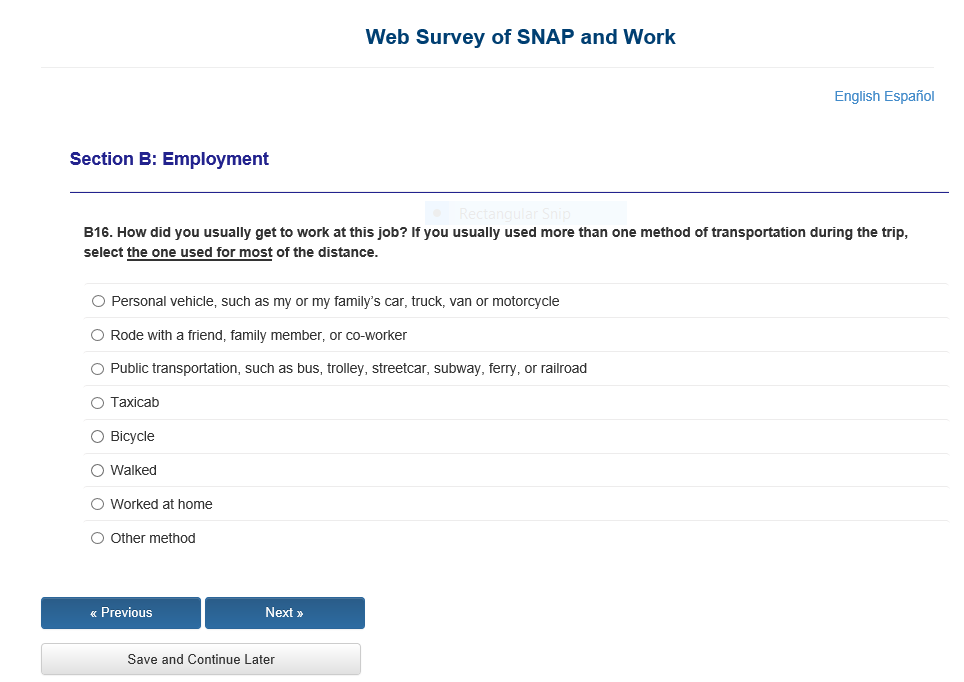 Web Survey of SNAP and Work
English Español
Section B: Employment
Rectangular Snip
B16. How did you usually get to work at this job? If you usually used more than one method of transportation during the trip,
select the one used for most of the distance.
Personal vehicle, such as my or my family’s car, truck, van or motorcycle
Rode with a friend, family member, or co-worker
Public transportation, such as bus, trolley, streetcar, subway, ferry, or railroad
Taxicab
Bicycle
Walked
Worked at home
Other method
« Previous
Next »
Save and Continue Later